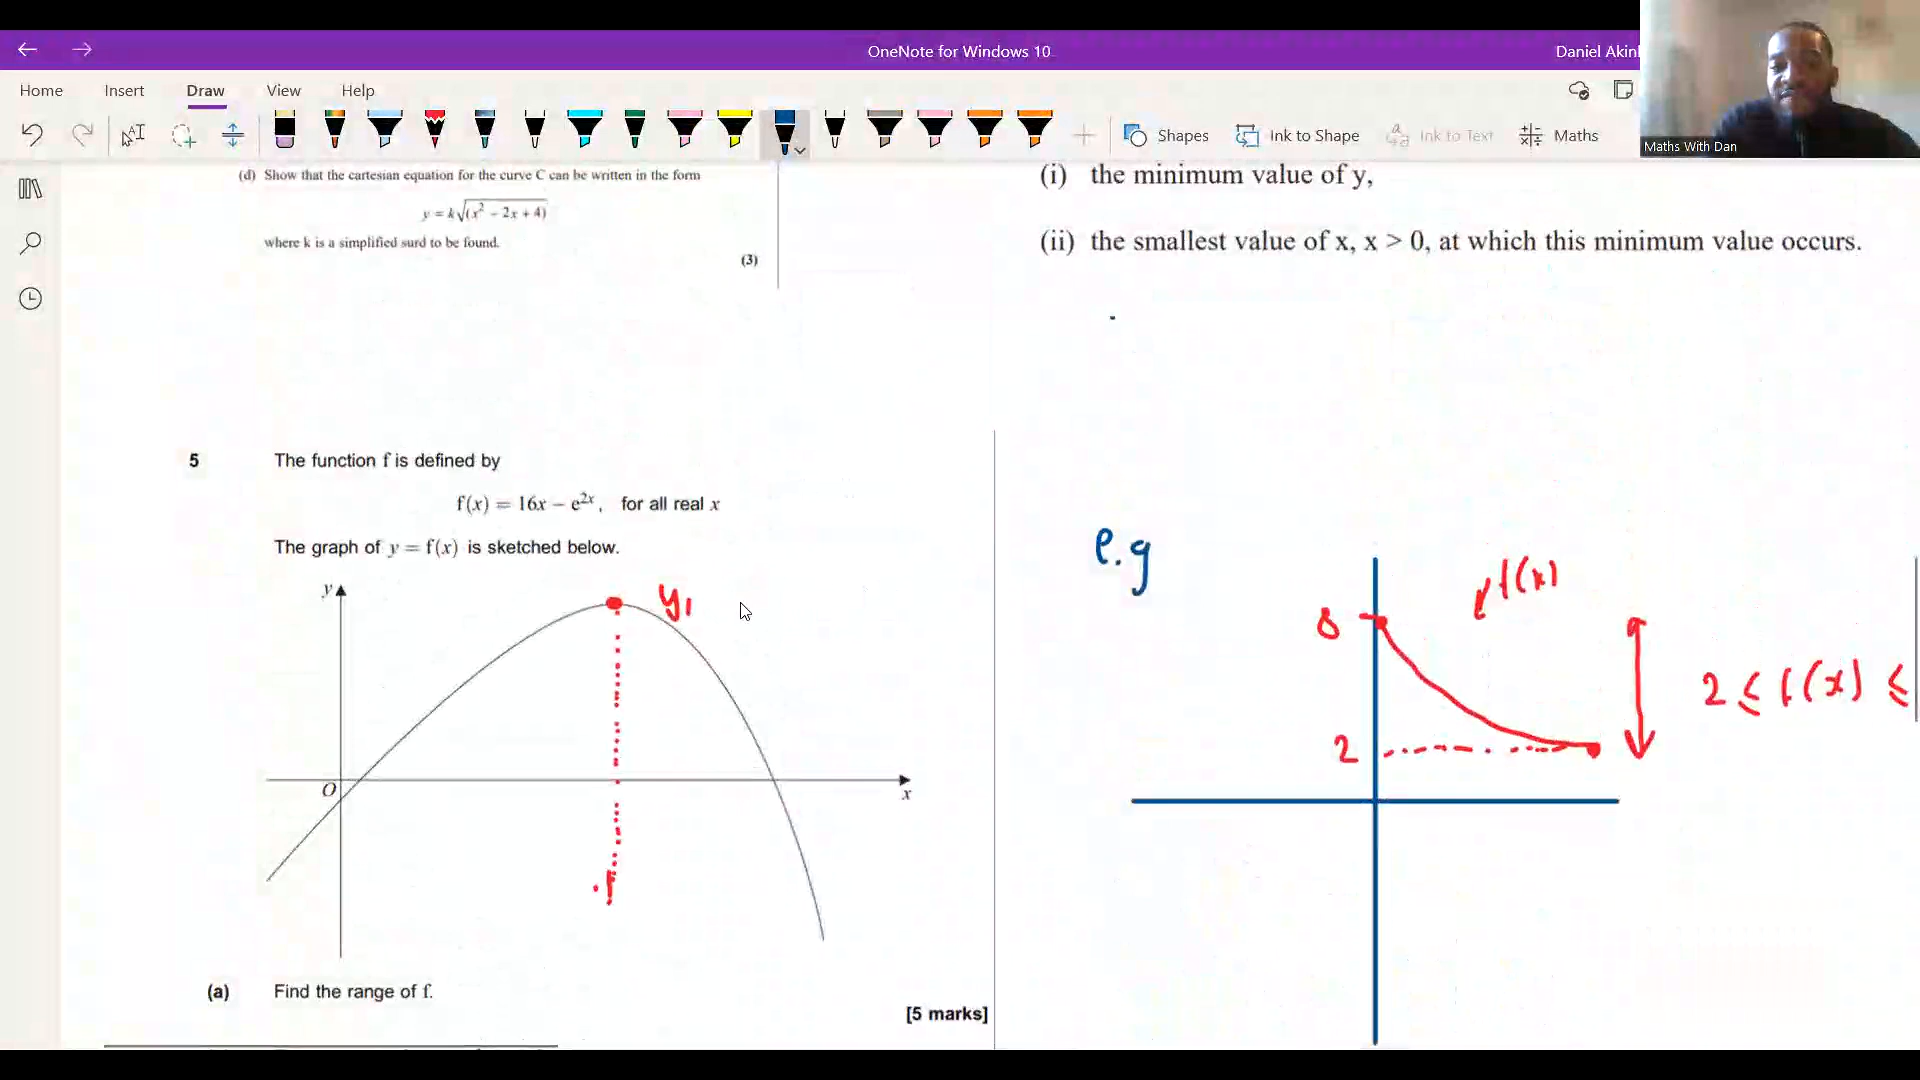 OneNote for Windows 10
Daniel Akin
Home Insert Draw View Help
Shapes Ink to Shape Ink to Text Maths
Maths With Dan
(d) Show that the cartesian equation for the curve C can be written in the form
y = k√(x² − 2x + 4)
where k is a simplified surd to be found.
(3)
(i) the minimum value of y,
(ii) the smallest value of x, x > 0, at which this minimum value occurs.
5 The function f is defined by
f(x) = 16x − e²ˣ, for all real x
The graph of y = f(x) is sketched below.
y
y₁
O
x
(a) Find the range of f.
[5 marks]
e.g
f(x)
8
2
2 ≤ f(x) ≤